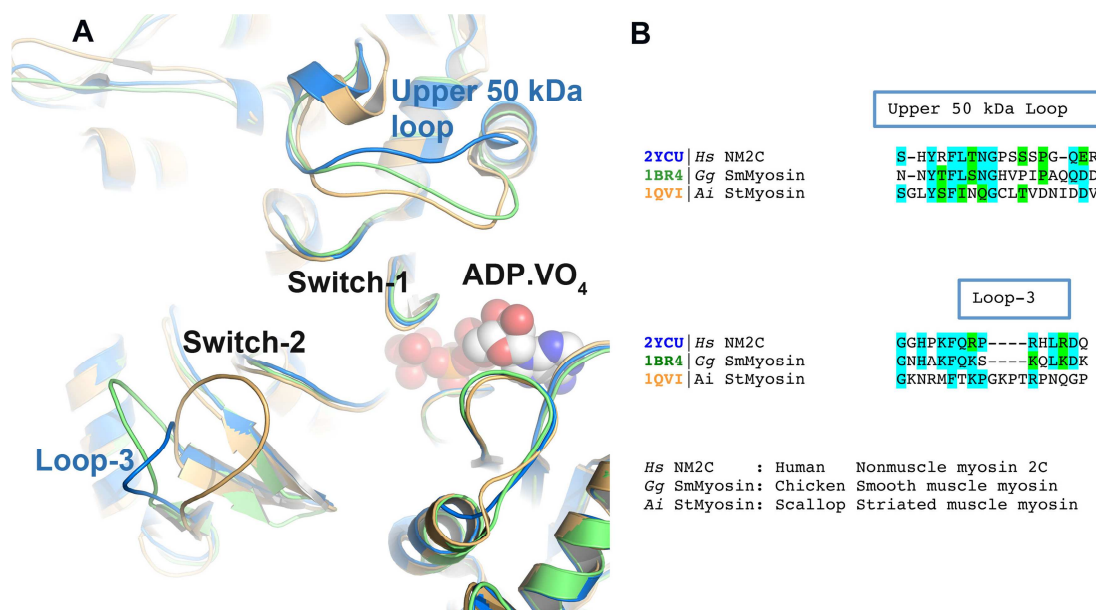 A
Upper 50 kDa
loop
Switch-1
ADP.VO4
Switch-2
Loop-3
B
Upper 50 kDa Loop
2YCU|Hs NM2C S-HYRFLTNGPSSSPG-QER
1BR4|Gg SmMyosin N-NYTFLSNGHVPIPAQQDD
1QVI|Ai StMyosin SGLYSFINQGCLTVDNIDDV
Loop-3
2YCU|Hs NM2C GGHPKFQRP----RHLRDQ
1BR4|Gg SmMyosin CNHAKFQKS----KQLKDK
1QVI|Ai StMyosin GKNRMFTKPGKPTRPNQGP
Hs NM2C : Human Nonmuscle myosin 2C
Gg SmMyosin: Chicken Smooth muscle myosin
Ai StMyosin: Scallop Striated muscle myosin